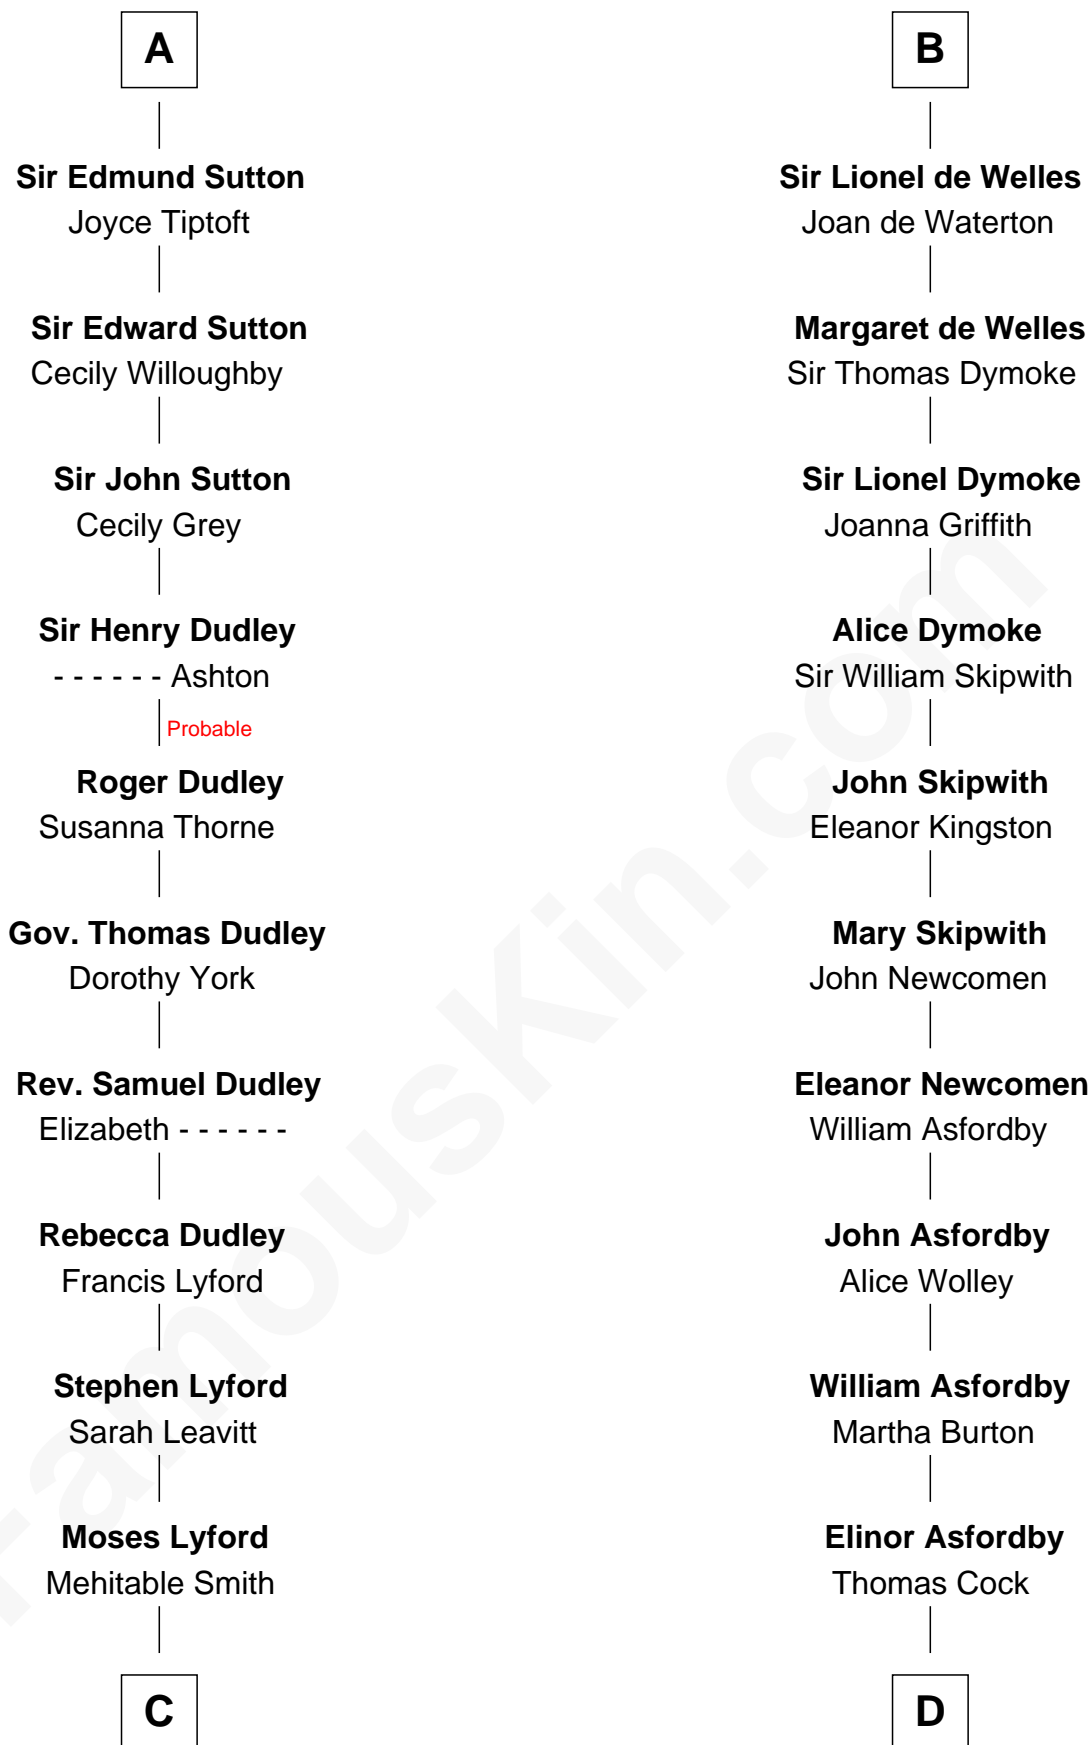 A
Sir Edmund Sutton
Joyce Tiptoft
Sir Edward Sutton
Cecily Willoughby
Sir John Sutton
Cecily Grey
Sir Henry Dudley
- - - - - - Ashton
Probable
Roger Dudley
Susanna Thorne
Gov. Thomas Dudley
Dorothy York
Rev. Samuel Dudley
Elizabeth - - - - - -
Rebecca Dudley
Francis Lyford
Stephen Lyford
Sarah Leavitt
Moses Lyford
Mehitable Smith
C
B
Sir Lionel de Welles
Joan de Waterton
Margaret de Welles
Sir Thomas Dymoke
Sir Lionel Dymoke
Joanna Griffith
Alice Dymoke
Sir William Skipwith
John Skipwith
Eleanor Kingston
Mary Skipwith
John Newcomen
Eleanor Newcomen
William Asfordby
John Asfordby
Alice Wolley
William Asfordby
Martha Burton
Elinor Asfordby
Thomas Cock
D
FamousKin.com